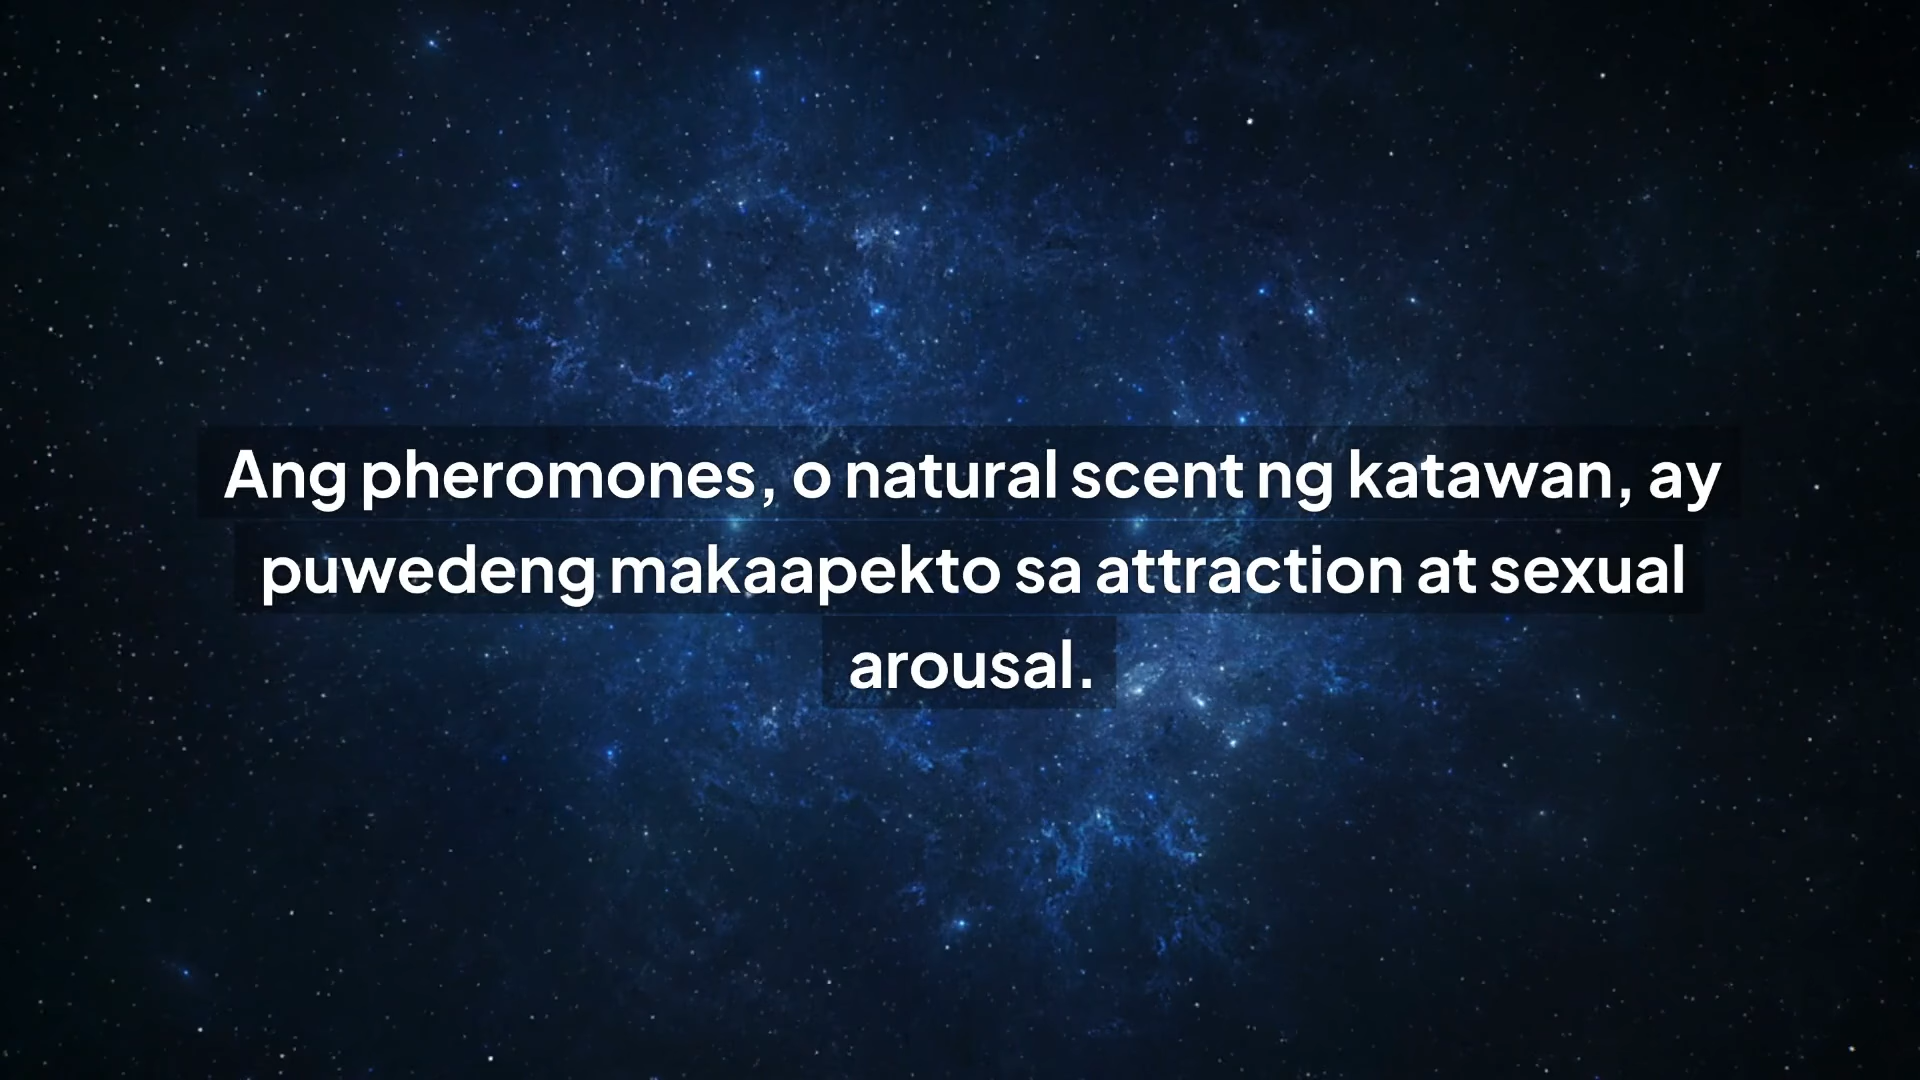 Ang pheromones, o natural scent ng katawan, ay
puwedeng makaapekto sa attraction at sexual
arousal.